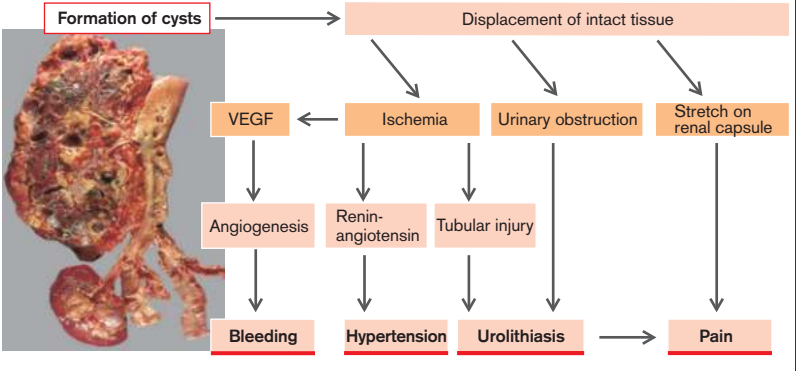 Formation of cysts
Displacement of intact tissue
VEGF
Ischemia
Urinary obstruction
Stretch on
renal capsule
Angiogenesis
Renin-
angiotensin
Tubular injury
Bleeding
Hypertension
Urolithiasis
Pain